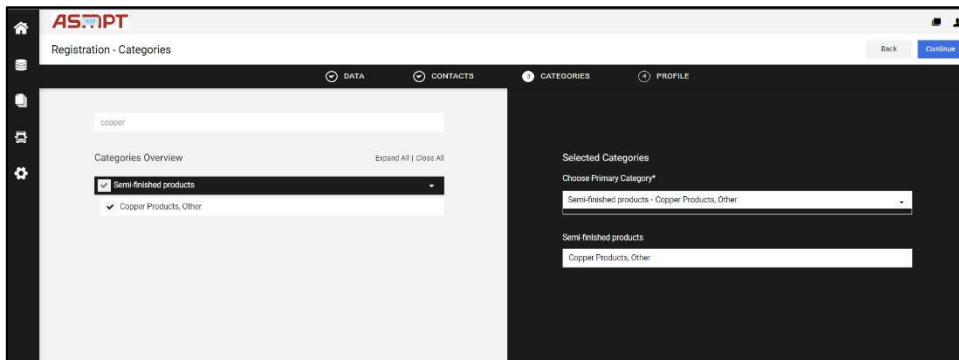 ASMPT
Registration - Categories
Back
Continue
DATA
CONTACTS
3 CATEGORIES
4 PROFILE
copper
Categories Overview
Expand All | Close All
Semi-finished products
Copper Products, Other
Selected Categories
Choose Primary Category*
Semi-finished products - Copper Products, Other
Semi-finished products
Copper Products, Other